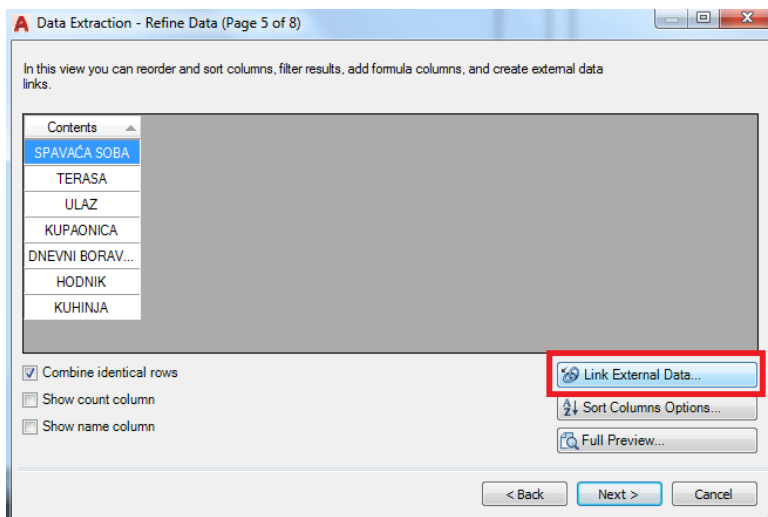 Data Extraction - Refine Data (Page 5 of 8)
In this view you can reorder and sort columns, filter results, add formula columns, and create external data
links.
Contents
SPAVAĆA SOBA
TERASA
ULAZ
KUPAONICA
DNEVNI BORAV...
HODNIK
KUHINJA
Combine identical rows
Show count column
Show name column
Link External Data...
Sort Columns Options...
Full Preview...
< Back
Next >
Cancel